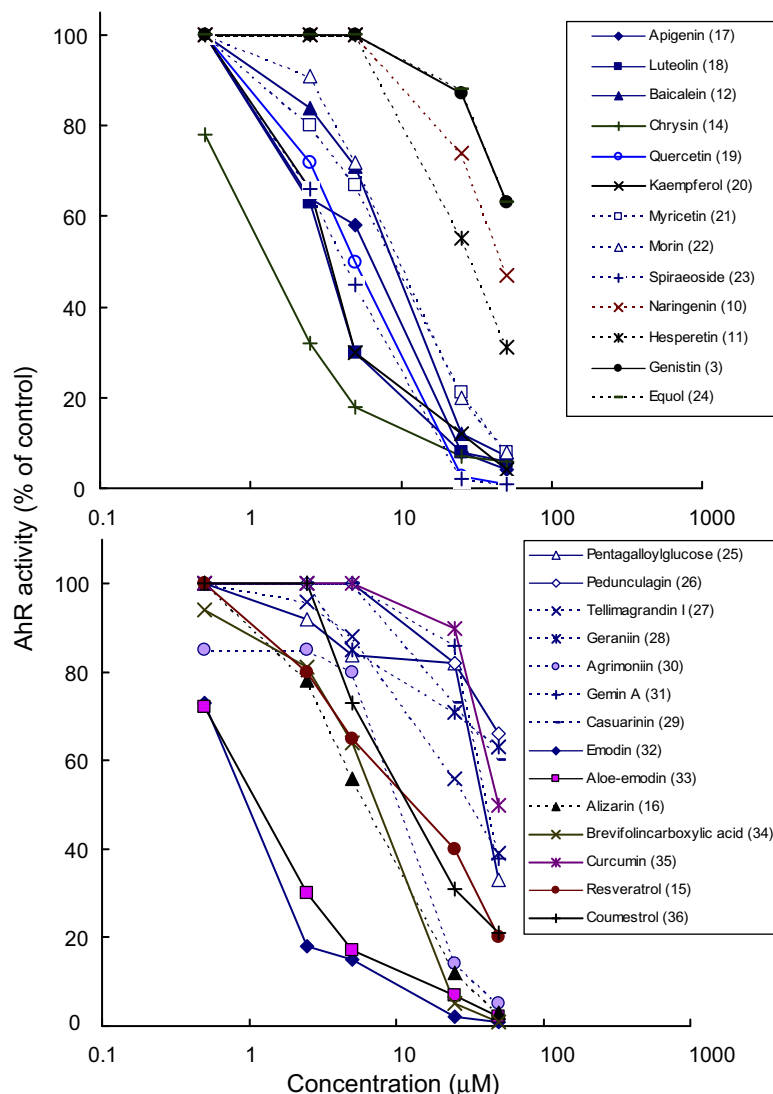 100
80
60
40
20
0
0.1
1
10
100
1000
Apigenin (17)
Luteolin (18)
Baicalein (12)
Chrysin (14)
Quercetin (19)
Kaempferol (20)
Myricetin (21)
Morin (22)
Spiraeoside (23)
Naringenin (10)
Hesperetin (11)
Genistin (3)
Equol (24)
AhR activity (% of control)
100
80
60
40
20
0
0.1
1
10
100
1000
Pentagalloylglucose (25)
Pedunculagin (26)
Tellimagrandin I (27)
Geraniin (28)
Agrimoniin (30)
Gemin A (31)
Casuarinin (29)
Emodin (32)
Aloe-emodin (33)
Alizarin (16)
Brevifolincarboxylic acid (34)
Curcumin (35)
Resveratrol (15)
Coumestrol (36)
Concentration (μM)